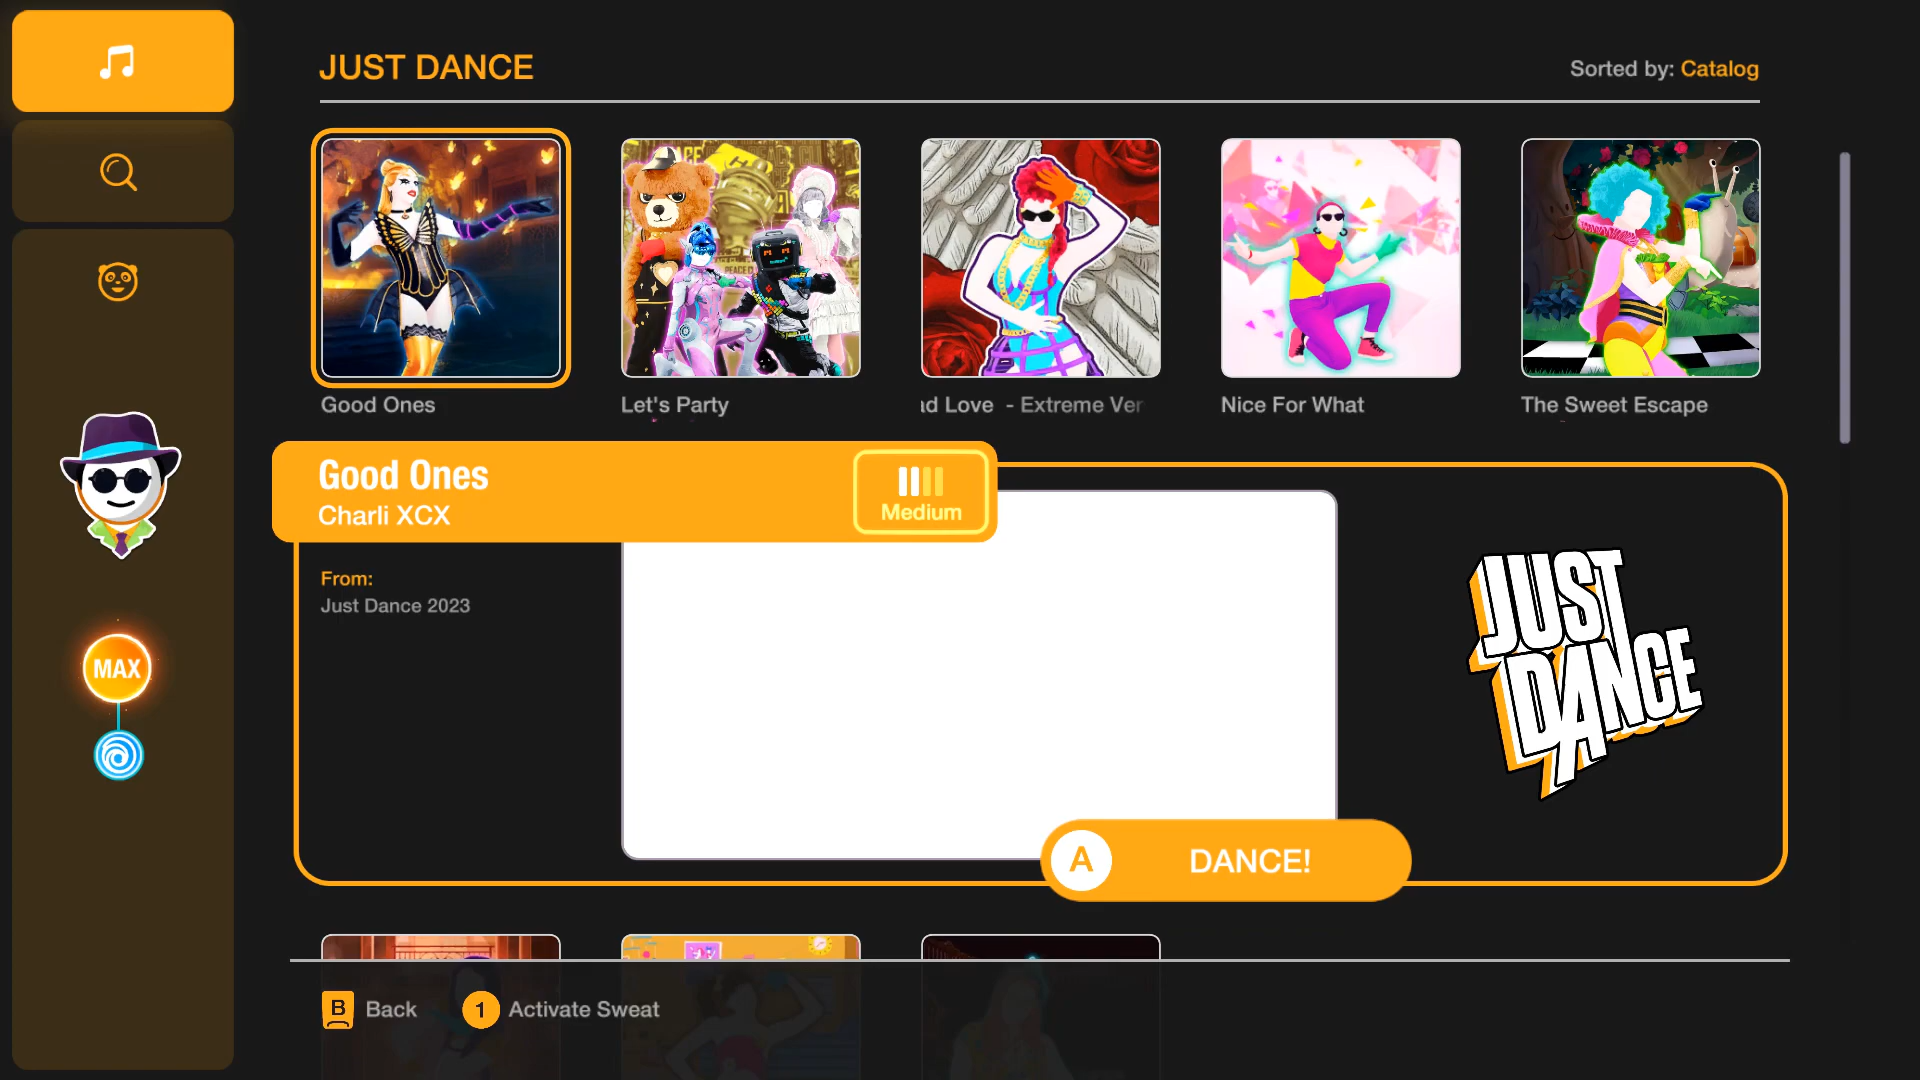 JUST DANCE
Sorted by: Catalog
Good Ones
Let's Party
ad Love - Extreme Ver
Nice For What
The Sweet Escape
Good Ones
Charli XCX
Medium
From:
Just Dance 2023
JUST
DANCE
MAX
A DANCE!
B Back
1 Activate Sweat